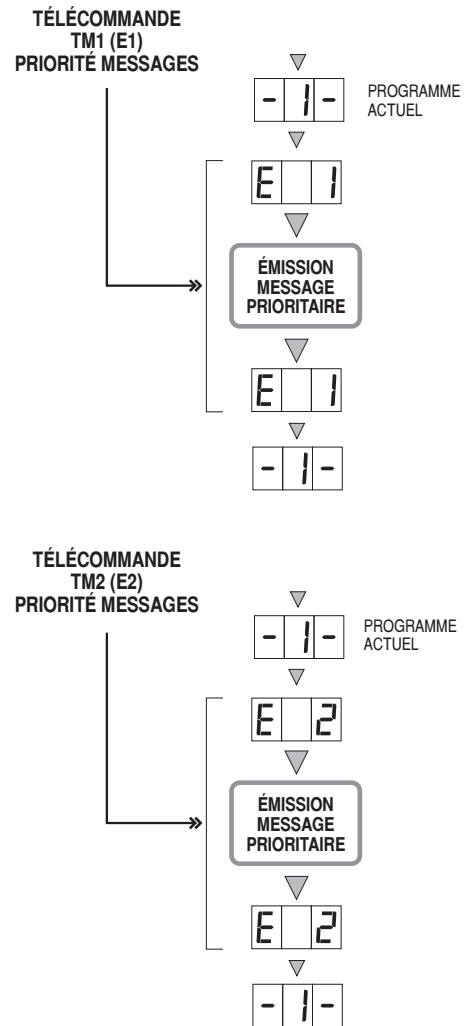 TÉLÉCOMMANDE
TM1 (E1)
PRIORITÉ MESSAGES
- 1 -
PROGRAMME
ACTUEL
E 1
ÉMISSION
MESSAGE
PRIORITAIRE
E 1
- 1 -
TÉLÉCOMMANDE
TM2 (E2)
PRIORITÉ MESSAGES
- 1 -
PROGRAMME
ACTUEL
E 2
ÉMISSION
MESSAGE
PRIORITAIRE
E 2
- 1 -